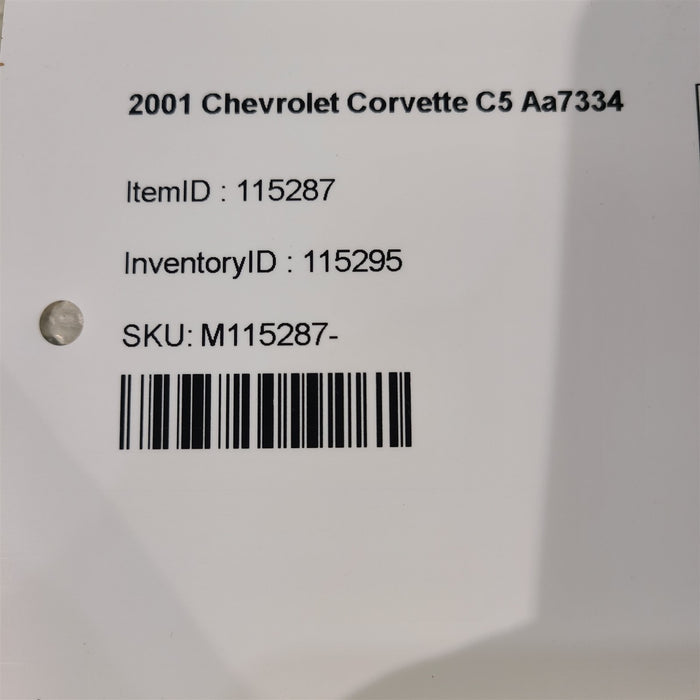 2001 Chevrolet Corvette C5 Aa7334
ItemID : 115287
InventoryID : 115295
SKU: M115287-